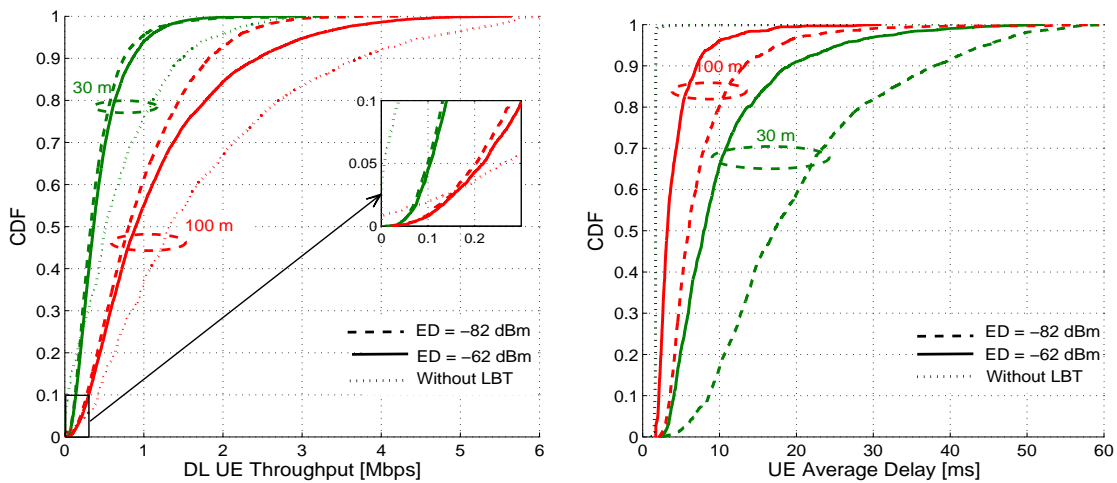 1
0.9
0.8
0.7
0.6
0.5
0.4
0.3
0.2
0.1
0
CDF
30 m
100 m
0.1
0.05
0
0.1
0.2
ED = −82 dBm
ED = −62 dBm
Without LBT
0
1
2
3
4
5
6
DL UE Throughput [Mbps]
1
0.9
0.8
0.7
0.6
0.5
0.4
0.3
0.2
0.1
0
CDF
100 m
30 m
ED = −82 dBm
ED = −62 dBm
Without LBT
0
10
20
30
40
50
60
UE Average Delay [ms]